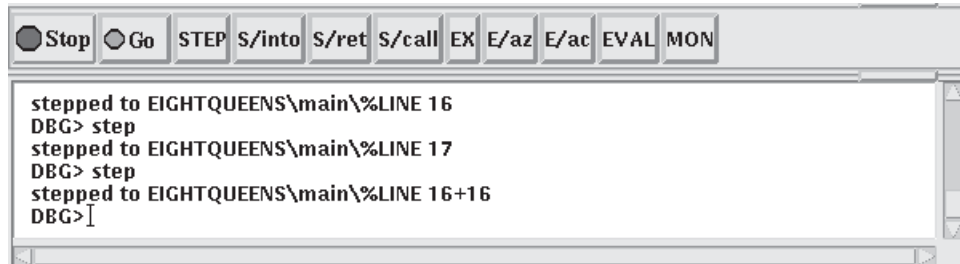 Stop Go STEP S/into S/ret S/call EX E/az E/ac EVAL MON
stepped to EIGHTQUEENS\main\%LINE 16
DBG> step
stepped to EIGHTQUEENS\main\%LINE 17
DBG> step
stepped to EIGHTQUEENS\main\%LINE 16+16
DBG>